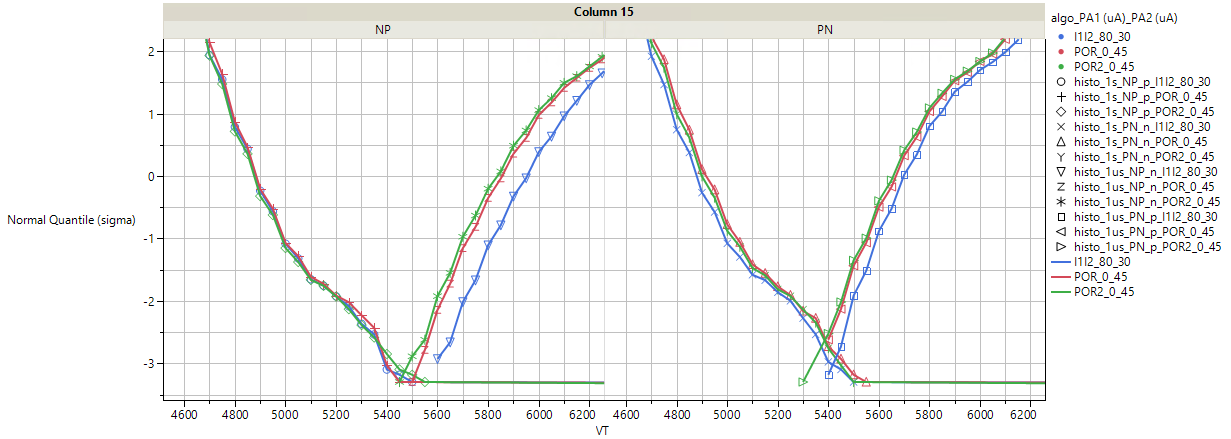 Column 15
NP
PN
Normal Quantile (sigma)
2
1
0
-1
-2
-3
4600 4800 5000 5200 5400 5600 5800 6000 6200 4600 4800 5000 5200 5400 5600 5800 6000 6200
VT
algo_PA1 (uA)_PA2 (uA)
I1I2_80_30
POR_0_45
POR2_0_45
histo_1s_NP_p_I1I2_80_30
histo_1s_NP_p_POR_0_45
histo_1s_NP_p_POR2_0_45
histo_1s_PN_n_I1I2_80_30
histo_1s_PN_n_POR_0_45
histo_1s_PN_n_POR2_0_45
histo_1us_NP_n_I1I2_80_30
histo_1us_NP_n_POR_0_45
histo_1us_NP_n_POR2_0_45
histo_1us_PN_p_I1I2_80_30
histo_1us_PN_p_POR_0_45
histo_1us_PN_p_POR2_0_45
I1I2_80_30
POR_0_45
POR2_0_45